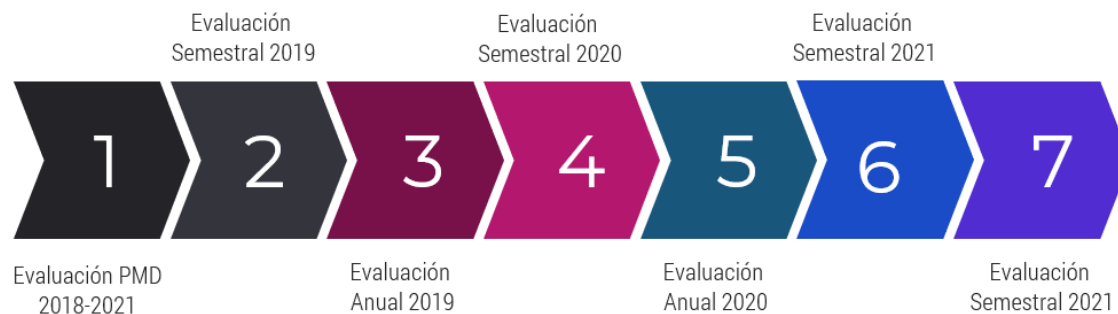 Evaluación
Semestral 2019
Evaluación
Semestral 2020
Evaluación
Semestral 2021
1
2
3
4
5
6
7
Evaluación PMD
2018-2021
Evaluación
Anual 2019
Evaluación
Anual 2020
Evaluación
Semestral 2021